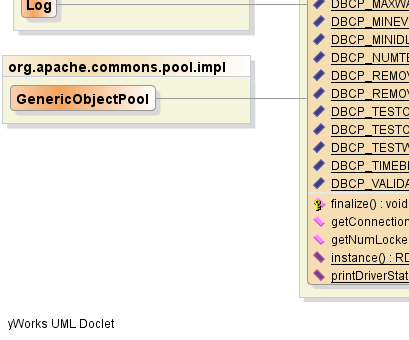 Log
org.apache.commons.pool.impl
GenericObjectPool
DBCP_MAXWA
DBCP_MINEV
DBCP_MINIDL
DBCP_NUMTE
DBCP_REMOV
DBCP_REMOV
DBCP_TESTO
DBCP_TESTO
DBCP_TESTW
DBCP_TIMEBE
DBCP_VALIDA
finalize() : void
getConnection
getNumLocke
instance() : RD
printDriverStat
yWorks UML Doclet